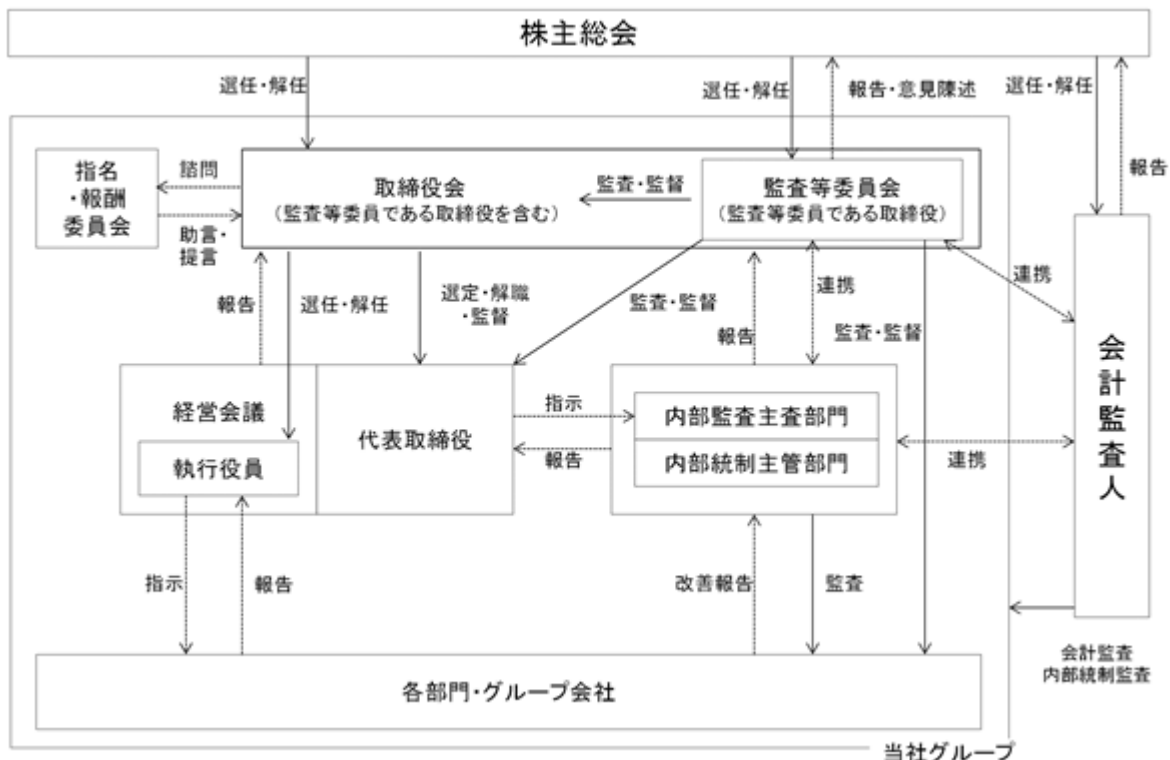 株主総会
選任・解任
選任・解任
報告・意見陳述
選任・解任
報告
指名
・報酬
委員会
諮問
助言・
提言
取締役会
（監査等委員である取締役を含む）
監査・監督
監査等委員会
（監査等委員である取締役）
報告
選任・解任
選定・解職
・監督
監査・監督
報告
連携
監査・監督
連携
会計監査人
経営会議
執行役員
代表取締役
指示
報告
内部監査主査部門
内部統制主管部門
連携
指示
報告
改善報告
監査
会計監査
内部統制監査
各部門・グループ会社
当社グループ